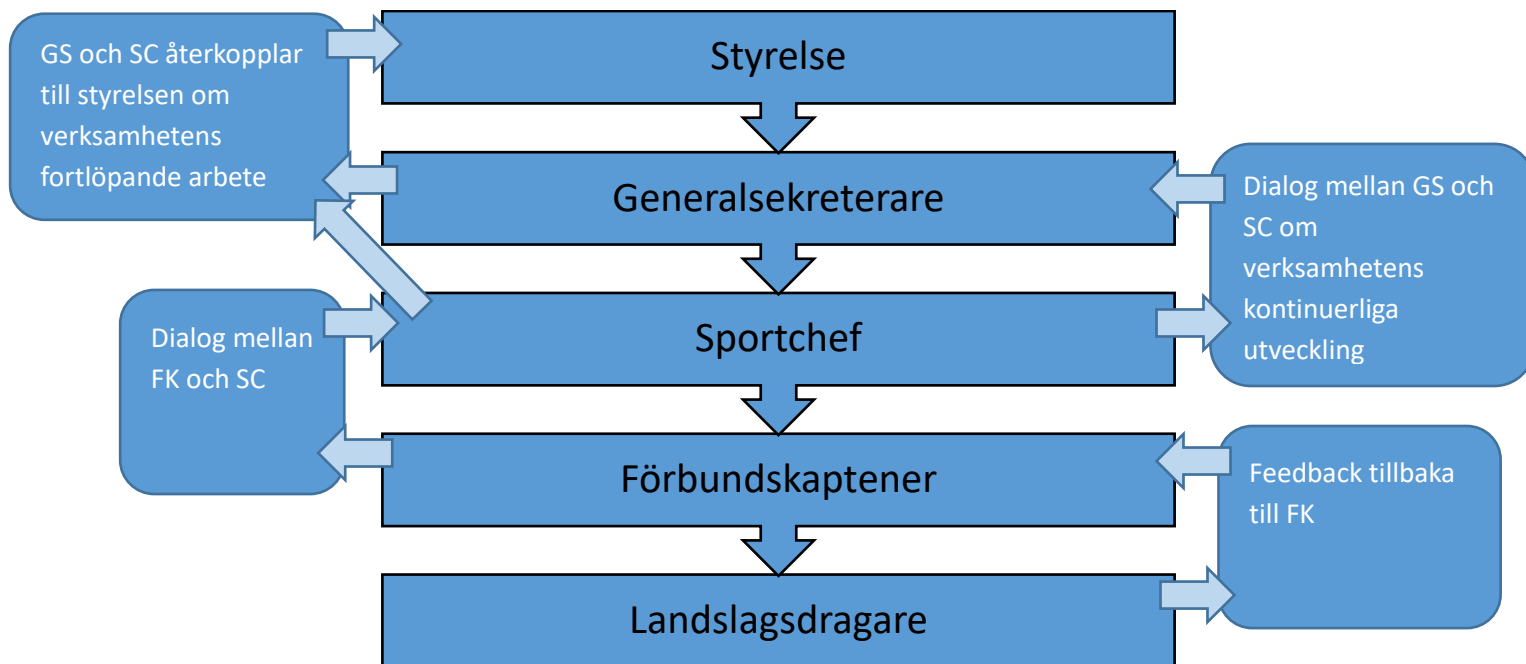 GS och SC återkopplar
till styrelsen om
verksamhetens
fortlöpande arbete
Styrelse
Generalsekreterare
Dialog mellan GS och
SC om
verksamhetens
kontinuerliga
utveckling
Sportchef
Dialog mellan
FK och SC
Förbundskaptener
Feedback tillbaka
till FK
Landslagsdragare